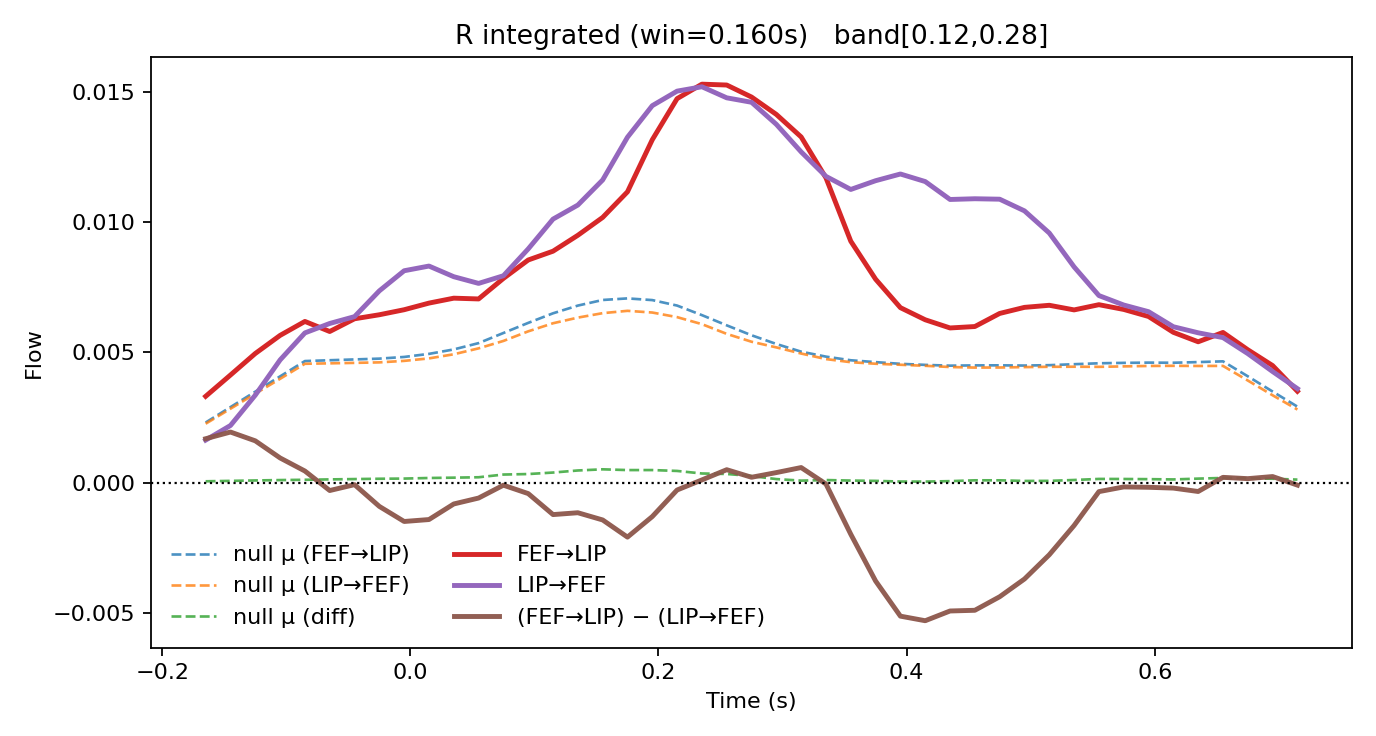 R integrated (win=0.160s)   band[0.12,0.28]
0.015
0.010
0.005
0.000
−0.005
Flow
null μ (FEF→LIP)
null μ (LIP→FEF)
null μ (diff)
FEF→LIP
LIP→FEF
(FEF→LIP) − (LIP→FEF)
−0.2
0.0
0.2
0.4
0.6
Time (s)